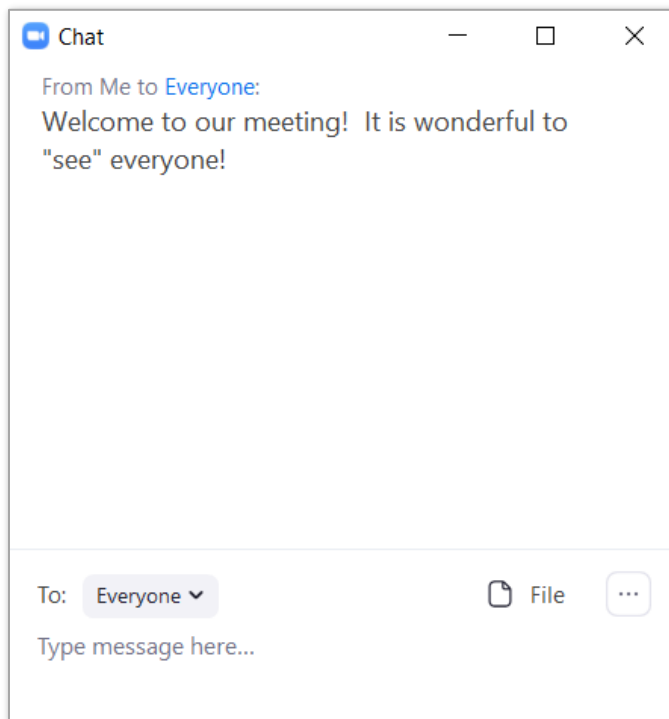 Chat
From Me to Everyone:
Welcome to our meeting!  It is wonderful to
"see" everyone!
To: Everyone File
Type message here...